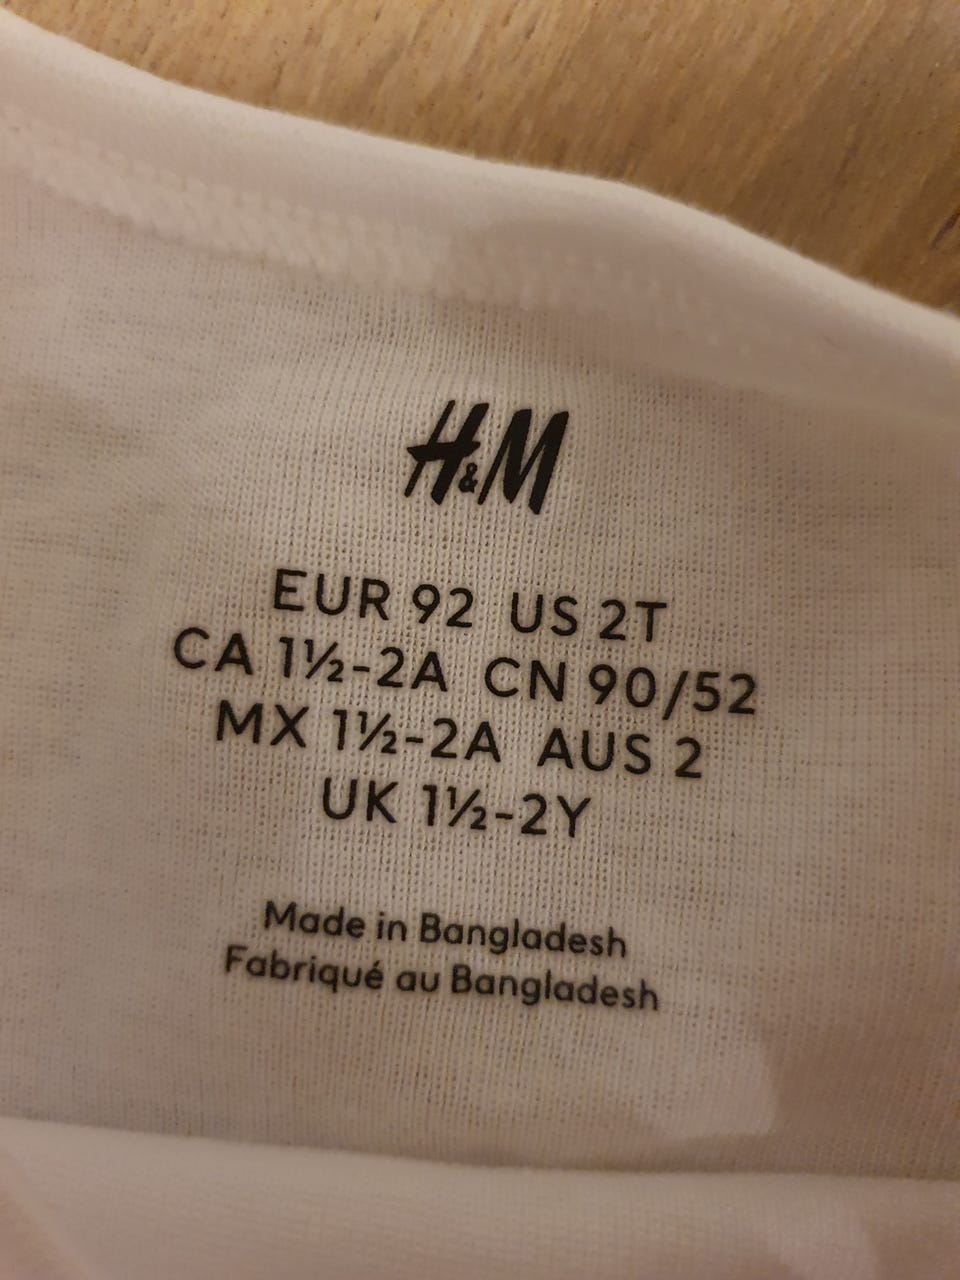 H&M
EUR 92 US 2T
CA 1½-2A CN 90/52
MX 1½-2A AUS 2
UK 1½-2Y
Made in Bangladesh
Fabriqué au Bangladesh